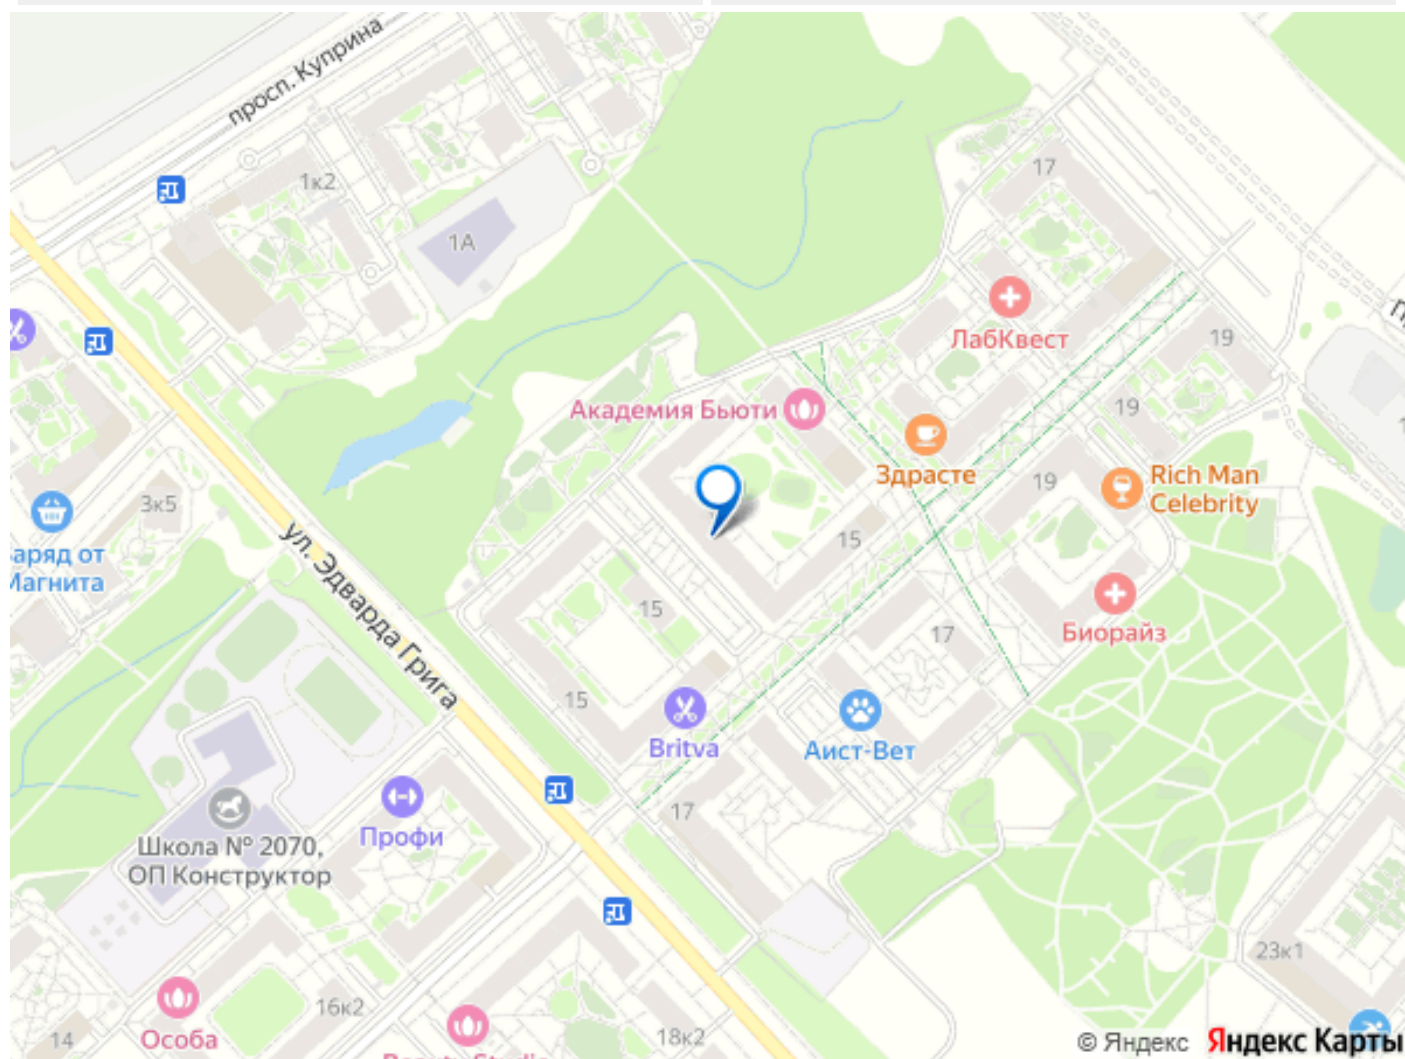 просп. Куприна
1к2
17
1А
ЛабКвест
19
Академия Бьюти
19
Здрасте
19
Rich Man
Celebrity
3к5
аряд от
Магнита
ул. Эдварда Грига
15
15
Биорайз
17
15
Britva
Аист-Вет
17
Профи
Школа № 2070,
ОП Конструктор
23к1
16к2
14
Особа
18к2
Beauty Studio
© Яндекс Яндекс Карты